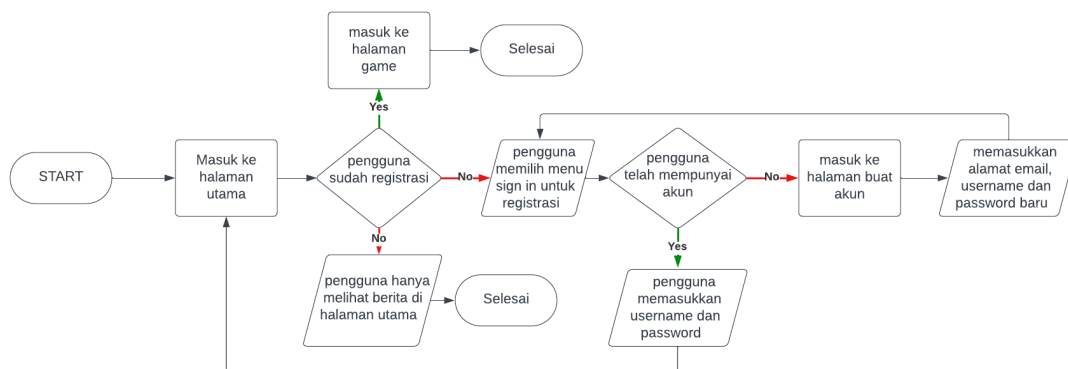 masuk ke
halaman
game
Selesai
Yes
START
Masuk ke
halaman
utama
pengguna
sudah registrasi
No
pengguna
memilih menu
sign in untuk
registrasi
pengguna
telah mempunyai
akun
No
masuk ke
halaman buat
akun
memasukkan
alamat email,
username dan
password baru
No
pengguna hanya
melihat berita di
halaman utama
Selesai
Yes
pengguna
memasukkan
username dan
password